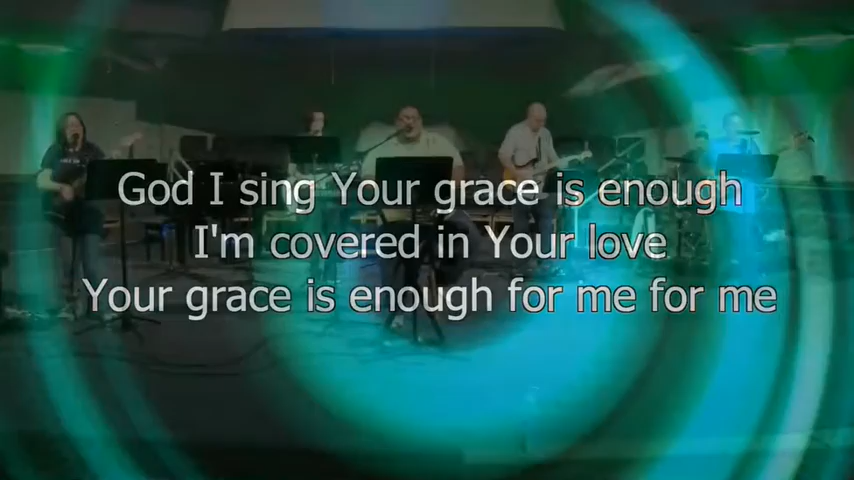 God I sing Your grace is enough
I'm covered in Your love
Your grace is enough for me for me